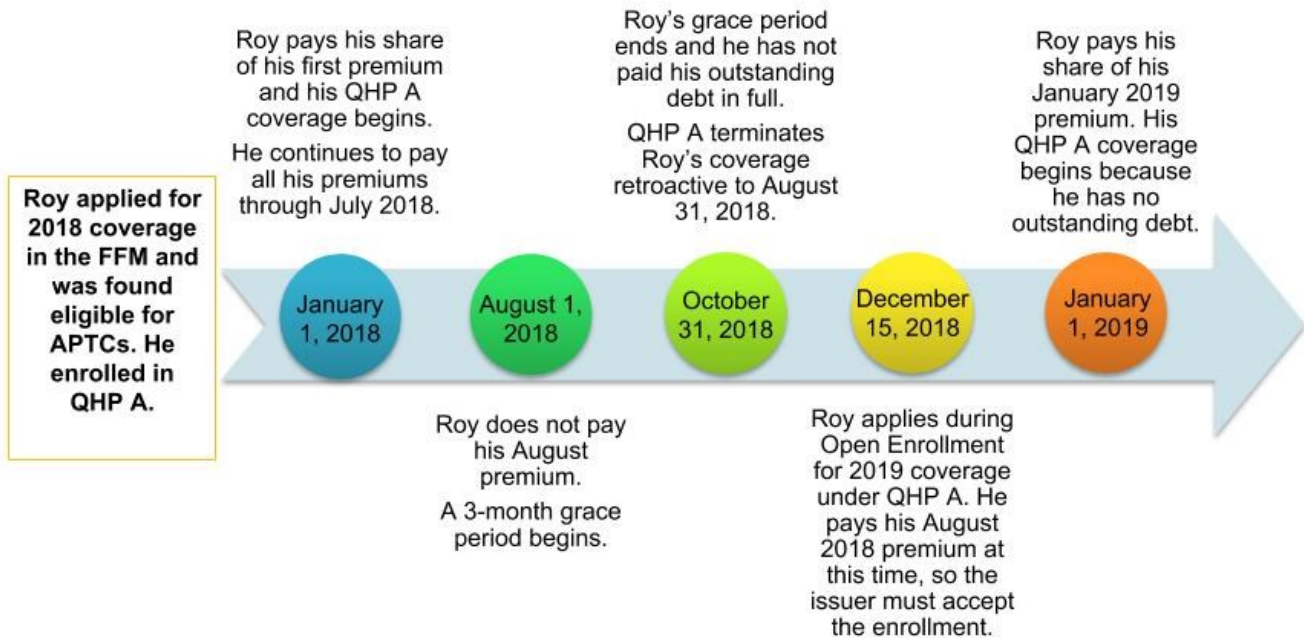 Roy applied for
2018 coverage
in the FFM and
was found
eligible for
APTCs. He
enrolled in
QHP A.
Roy pays his share
of his first premium
and his QHP A
coverage begins.
He continues to pay
all his premiums
through July 2018.
January
1, 2018
August 1,
2018
Roy does not pay
his August
premium.
A 3-month grace
period begins.
Roy’s grace period
ends and he has not
paid his outstanding
debt in full.
QHP A terminates
Roy’s coverage
retroactive to August
31, 2018.
October
31, 2018
December
15, 2018
Roy applies during
Open Enrollment
for 2019 coverage
under QHP A. He
pays his August
2018 premium at
this time, so the
issuer must accept
the enrollment.
Roy pays his
share of his
January 2019
premium. His
QHP A coverage
begins because
he has no
outstanding debt.
January
1, 2019